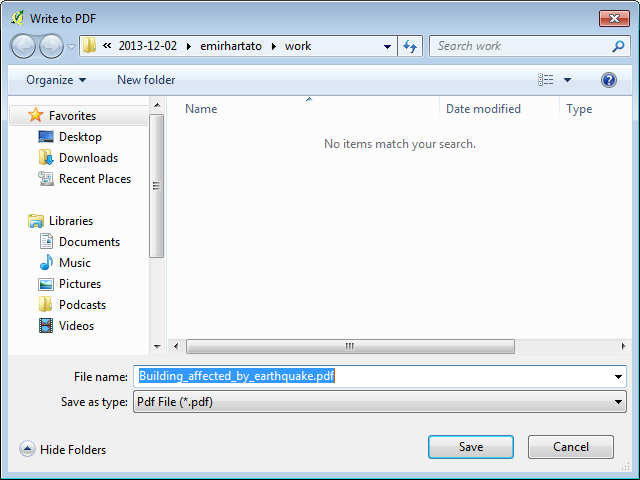 Write to PDF
« 2013-12-02 emirhartato work Search work
Organize New folder
Favorites
Desktop
Downloads
Recent Places
Libraries
Documents
Music
Pictures
Podcasts
Videos
Name Date modified Type
No items match your search.
File name: Building_affected_by_earthquake.pdf
Save as type: Pdf File (*.pdf)
Hide Folders Save Cancel